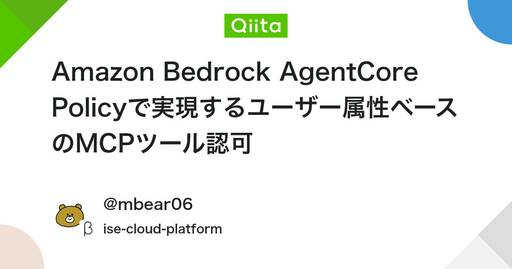 Qiita
Amazon Bedrock AgentCore
Policyで実現するユーザー属性ベース
のMCPツール認可
@mbear06
β
ise-cloud-platform